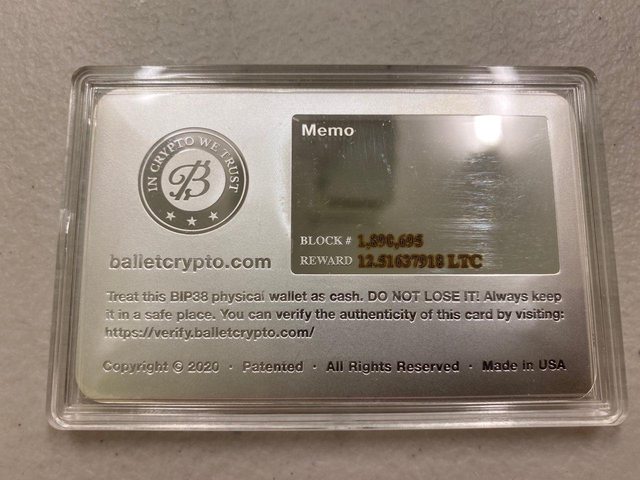 IN CRYPTO WE TRUST
B
balletcrypto.com
Memo
BLOCK # 1,890,695
REWARD 12.51637918 LTC
Treat this BIP38 physical wallet as cash. DO NOT LOSE IT! Always keep
it in a safe place. You can verify the authenticity of this card by visiting:
https://verify.balletcrypto.com/
Copyright © 2020 · Patented · All Rights Reserved · Made in USA